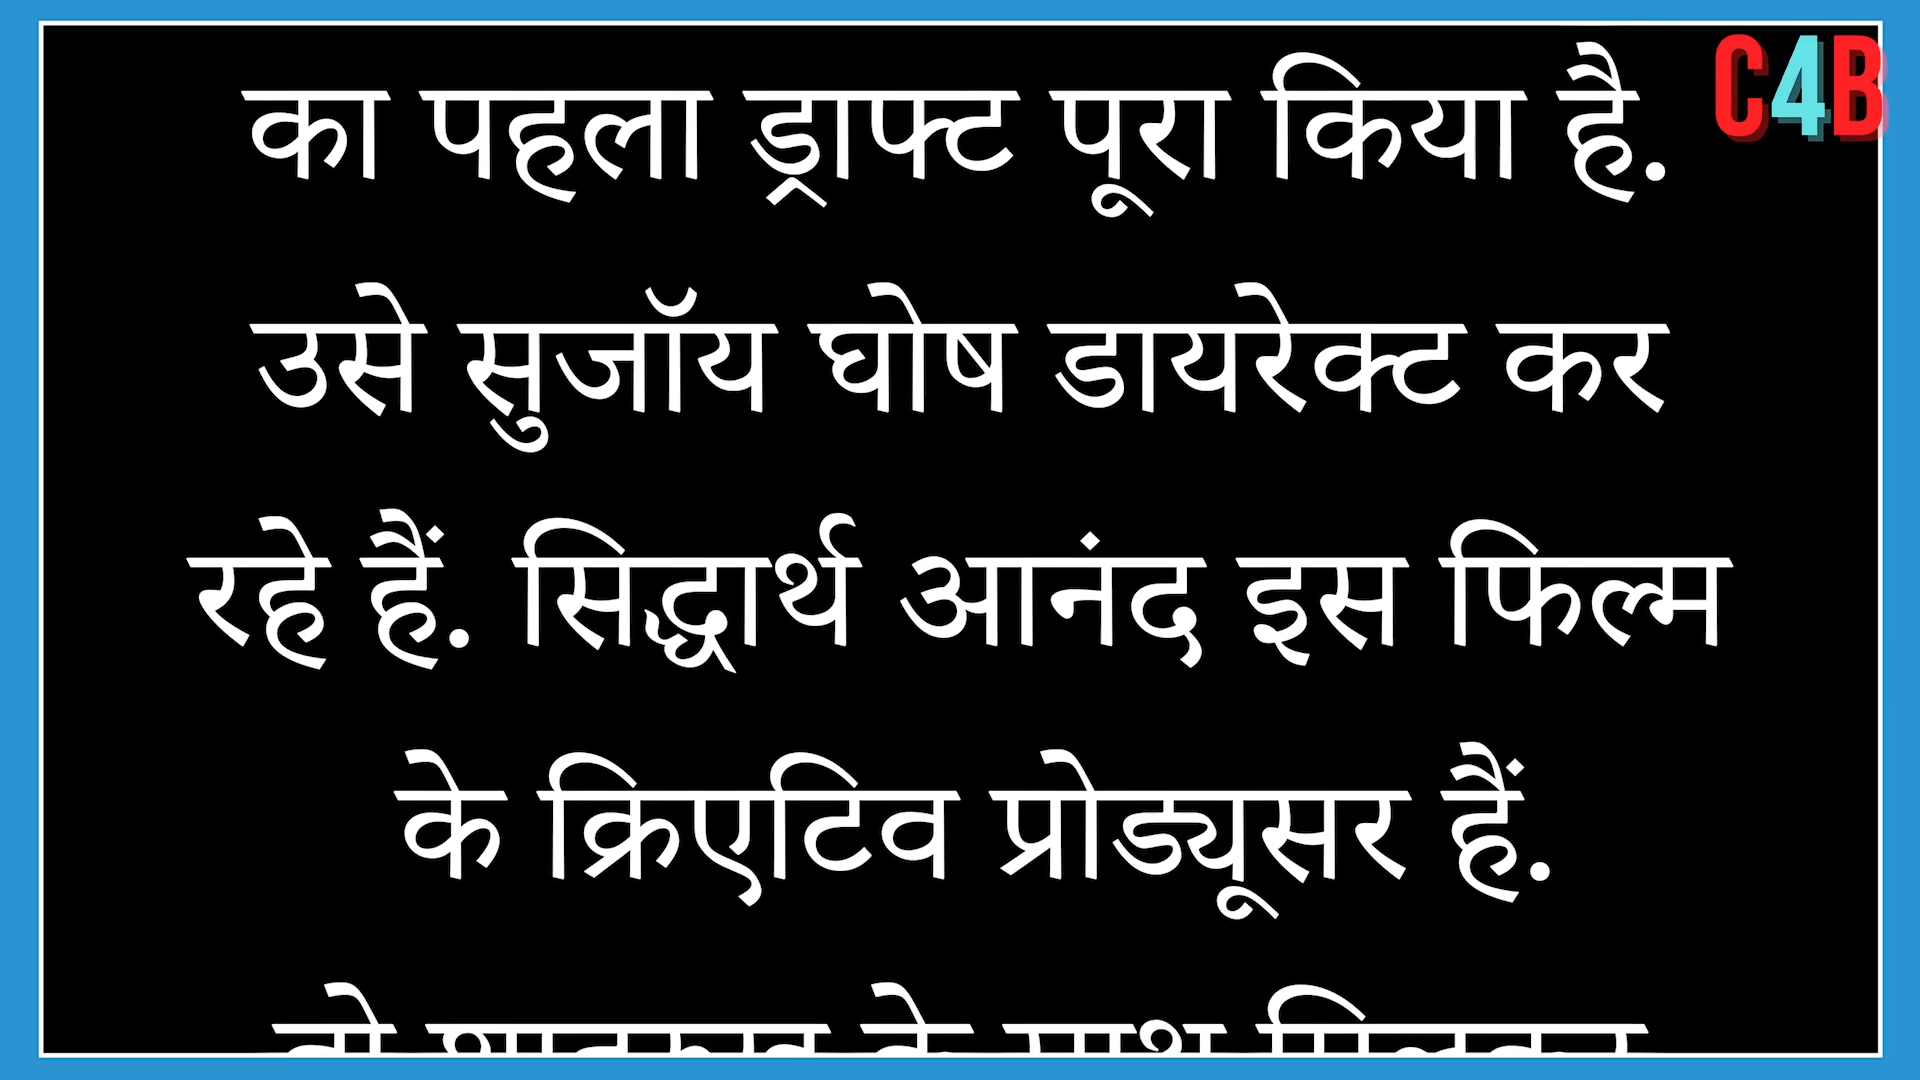 का पहला ड्राफ्ट पूरा किया है.
C4B
उसे सुजॉय घोष डायरेक्ट कर
रहे हैं. सिद्धार्थ आनंद इस फिल्म
के क्रिएटिव प्रोड्यूसर हैं.